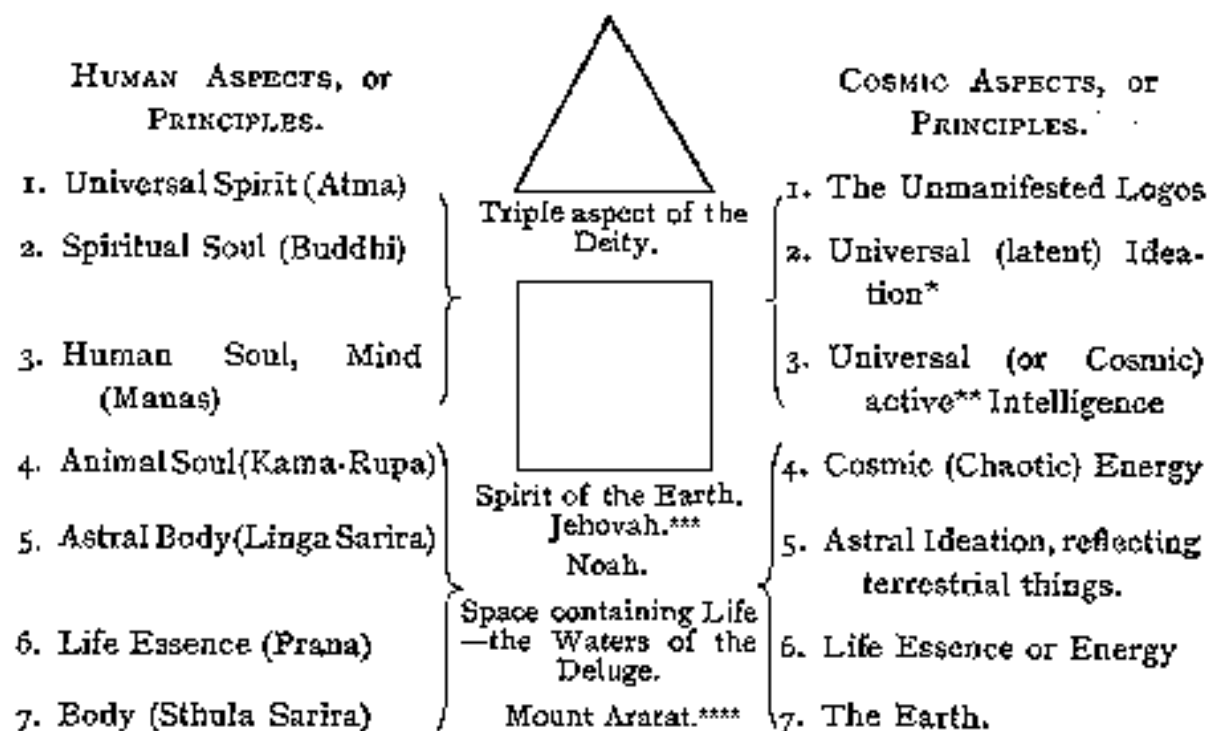 HUMAN ASPECTS, or
PRINCIPLES.
1. Universal Spirit (Atma)
2. Spiritual Soul (Buddhi)
3. Human Soul, Mind
(Manas)
4. Animal Soul (Kama-Rupa)
5. Astral Body (Linga Sarira)
6. Life Essence (Prana)
7. Body (Sthula Sarira)
Triple aspect of the
Deity.
Spirit of the Earth.
Jehovah.***
Noah.
Space containing Life
—the Waters of the
Deluge.
Mount Ararat.****
COSMIC ASPECTS, or
PRINCIPLES.
1. The Unmanifested Logos
2. Universal (latent) Idea-
tion*
3. Universal (or Cosmic)
active** Intelligence
4. Cosmic (Chaotic) Energy
5. Astral Ideation, reflecting
terrestrial things.
6. Life Essence or Energy
7. The Earth.